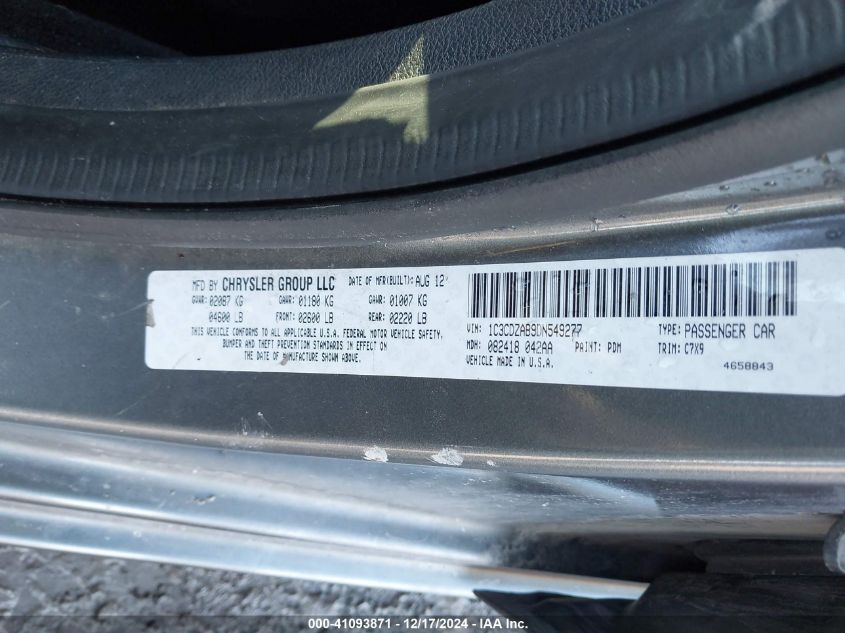 MFD BY CHRYSLER GROUP LLC DATE OF MFR(BUILT): AUG 12
GVWR: 02087 KG GAWR: 01180 KG GAWR: 01007 KG
04600 LB FRONT: 02600 LB REAR: 02220 LB
THIS VEHICLE CONFORMS TO ALL APPLICABLE U.S.A. FEDERAL MOTOR VEHICLE SAFETY,
BUMPER AND THEFT PREVENTION STANDARDS IN EFFECT ON
THE DATE OF MANUFACTURE SHOWN ABOVE.
VIN: 1C3CDZAB9DN549277 TYPE: PASSENGER CAR
MDH: 082418 042AA PAINT: PDM TRIM: C7X9
VEHICLE MADE IN U.S.A.
4658843
000-41093871 – 12/17/2024 – IAAI.COM